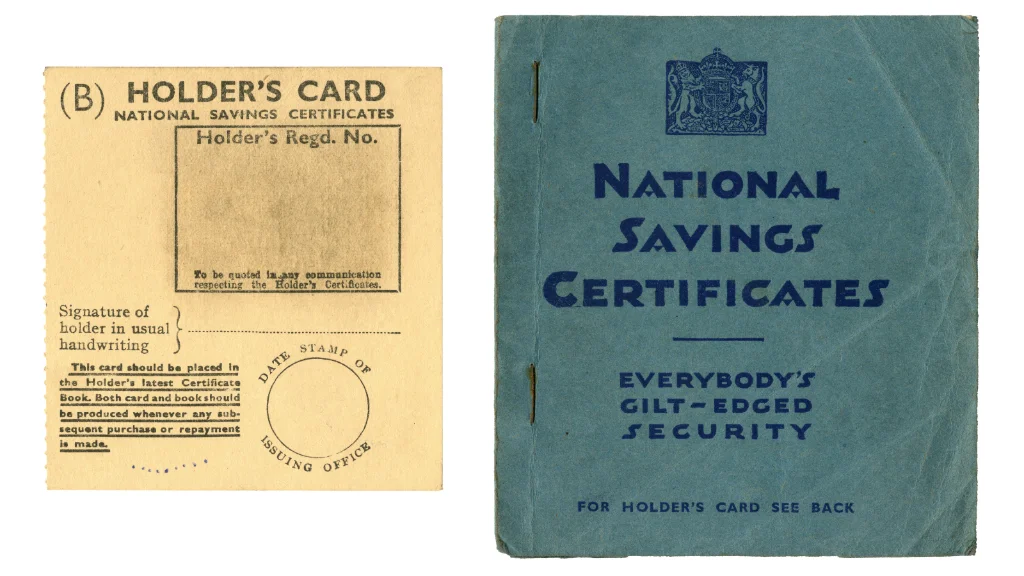 (B) HOLDER'S CARD
NATIONAL SAVINGS CERTIFICATES
Holder's Regd. No.
To be quoted in any communication
respecting the Holder's Certificates.
Signature of
holder in usual
handwriting
This card should be placed in
the Holder's latest Certificate
Book. Both card and book should
be produced whenever any sub-
sequent purchase or repayment
is made.
DATE STAMP OF
ISSUING OFFICE
NATIONAL
SAVINGS
CERTIFICATES
EVERYBODY'S
GILT-EDGED
SECURITY
FOR HOLDER'S CARD SEE BACK